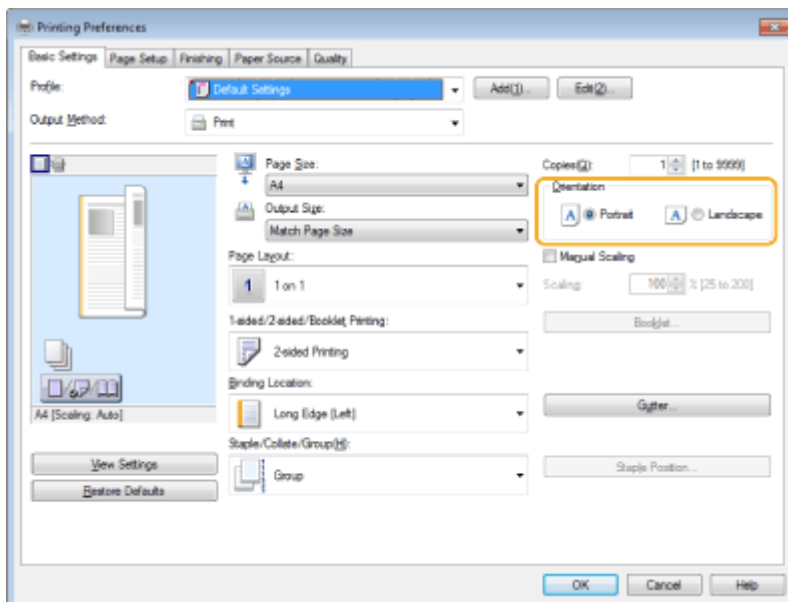 Printing Preferences
Basic Settings Page Setup Finishing Paper Source Quality
Profile: Default Settings Add(1)... Edit(2)...
Output Method: Print
Page Size: Copies(Q): 1 [1 to 9999]
A4 Orientation
Output Size: A Portrait A Landscape
Match Page Size
Page Layout: Manual Scaling
1 1 on 1 Scaling: 100 % [25 to 200]
1-sided/2-sided/Booklet Printing: Booklet...
2-sided Printing
Binding Location:
A4 [Scaling: Auto] Long Edge (Left) Gutter...
Staple/Collate/Group(H):
View Settings Group Staple Position...
Restore Defaults
OK Cancel Help